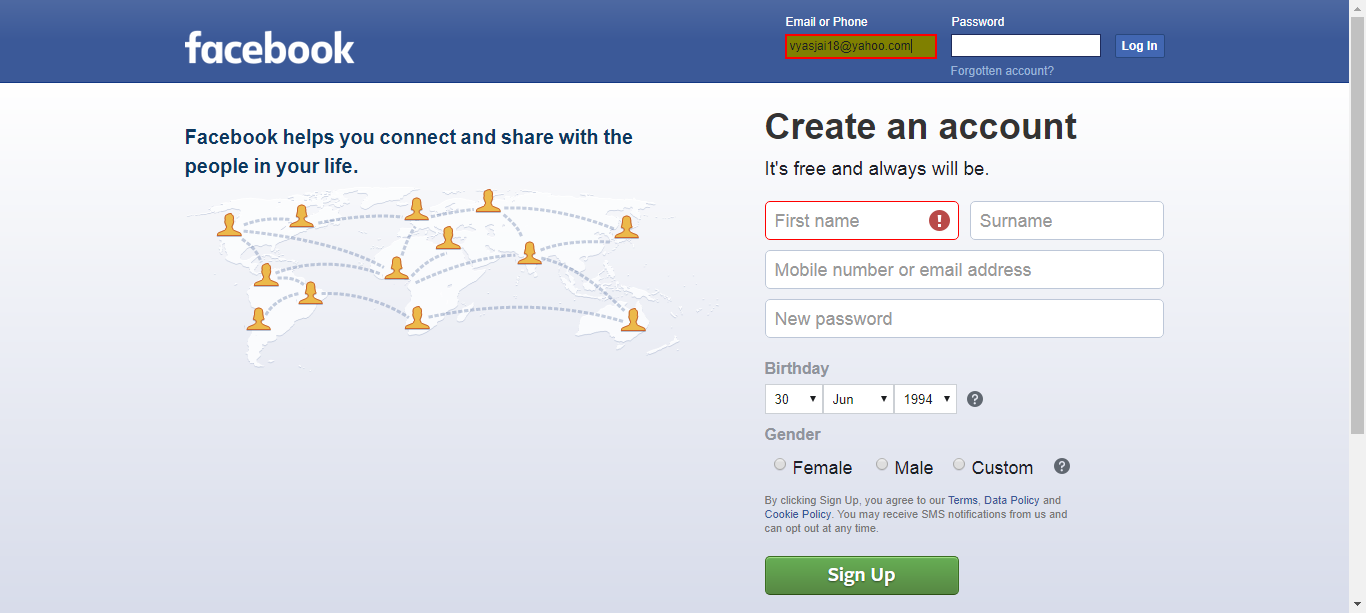 Email or Phone
Password
facebook
vyasjai18@yahoo.com
Log In
Forgotten account?
Facebook helps you connect and share with the
people in your life.
Create an account
It's free and always will be.
First name
Surname
Mobile number or email address
New password
Birthday
30
Jun
1994
?
Gender
Female
Male
Custom
?
By clicking Sign Up, you agree to our Terms, Data Policy and
Cookie Policy. You may receive SMS notifications from us and
can opt out at any time.
Sign Up